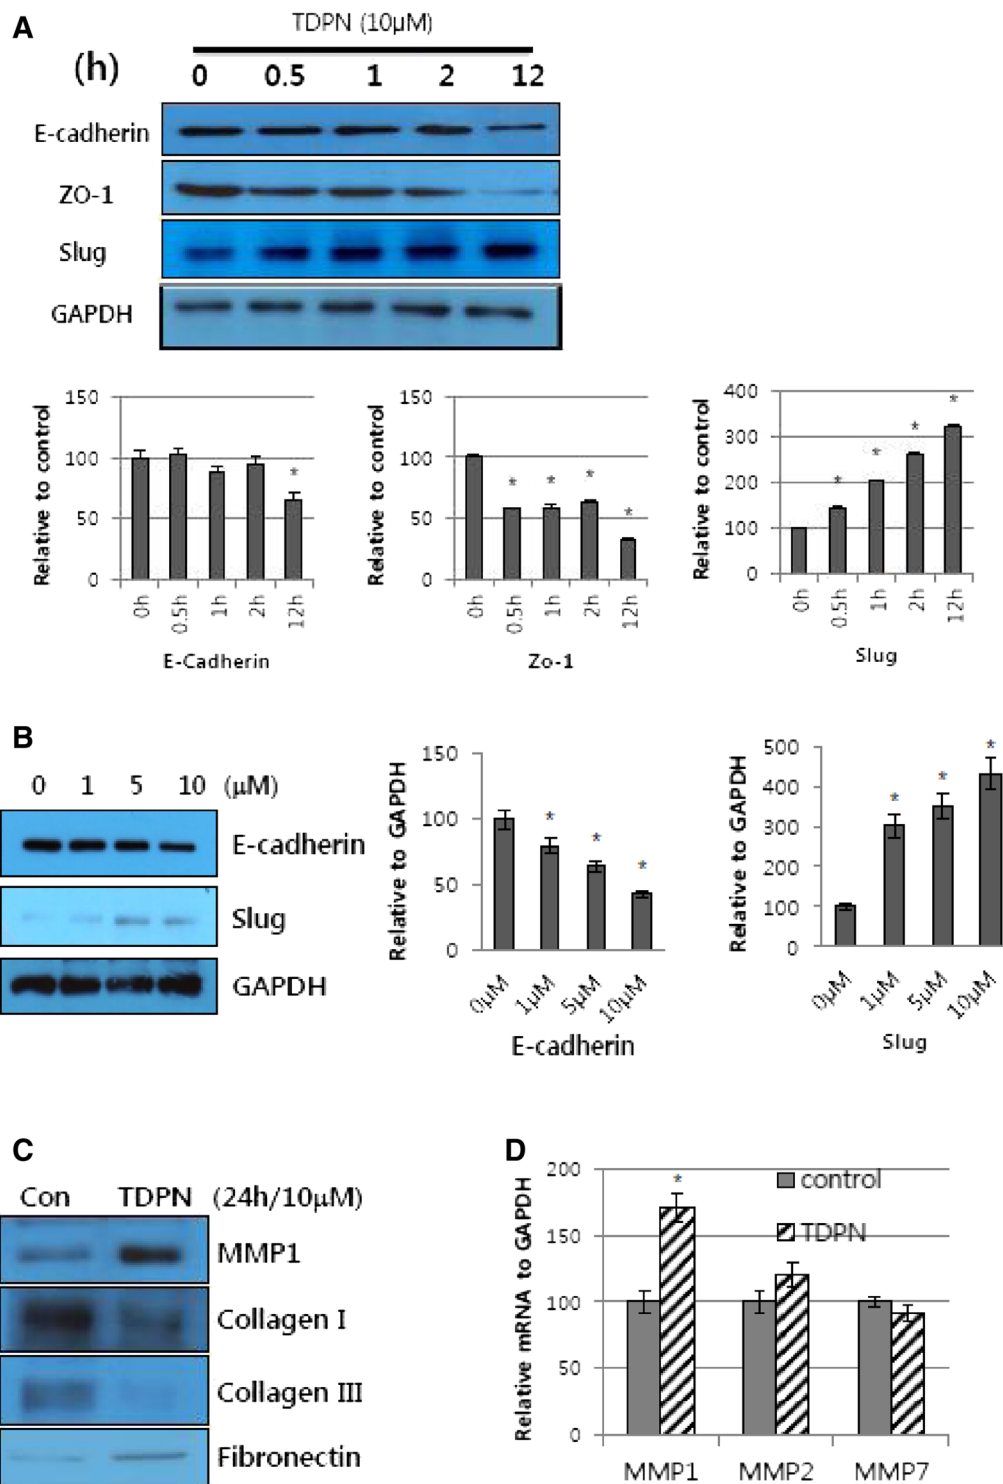 A
TDPN (10μM)
(h)
0 0.5 1 2 12
E-cadherin
ZO-1
Slug
GAPDH
Relative to control
150
100
50
0
*
0h 0.5h 1h 2h 12h
E-Cadherin
Relative to control
150
100
50
0
* * * *
0h 0.5h 1h 2h 12h
Zo-1
Relative to control
400
300
200
100
0
* * * *
0h 0.5h 1h 2h 12h
Slug
B
0 1 5 10 (μM)
E-cadherin
Slug
GAPDH
Relative to GAPDH
150
100
50
0
* * *
0μM 1μM 5μM 10μM
E-cadherin
Relative to GAPDH
500
400
300
200
100
0
* * *
0μM 1μM 5μM 10μM
Slug
C
Con TDPN (24h/10μM)
MMP1
Collagen I
Collagen III
Fibronectin
D
Relative mRNA to GAPDH
200
150
100
50
0
*
control
TDPN
MMP1 MMP2 MMP7